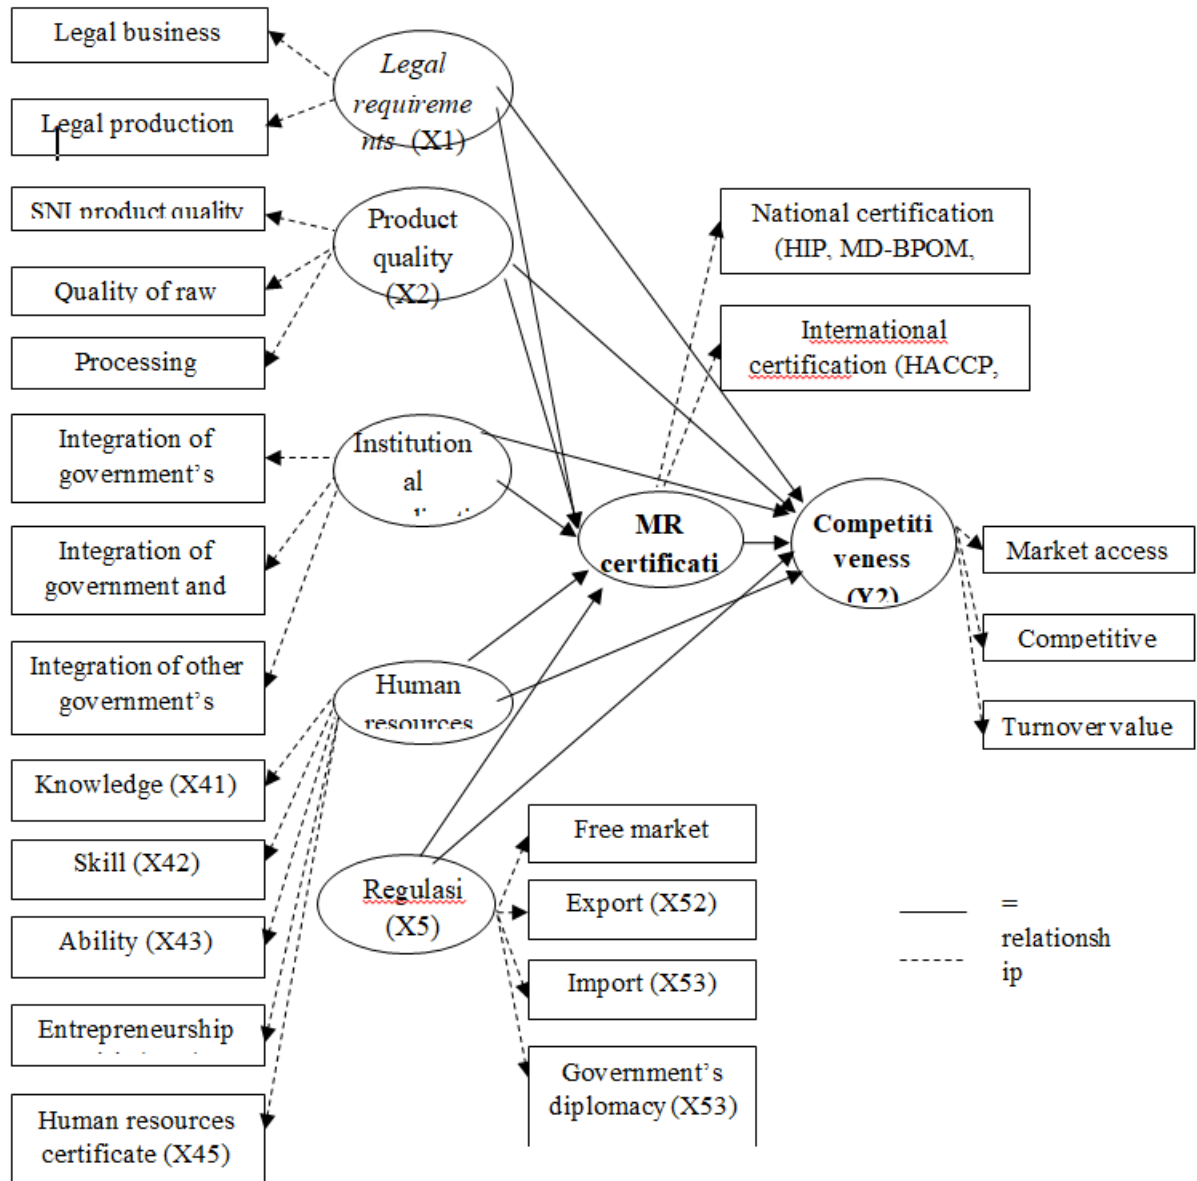 Legal business
Legal production
SNI product quality
Quality of raw
Processing
Integration of
government's
Integration of
government and
Integration of other
government's
Knowledge (X41)
Skill (X42)
Ability (X43)
Entrepreneurship
Human resources
certificate (X45)
Legal
requireme
nts (X1)
Product
quality
(X2)
Institution
al
Human
resources
Regulasi
(X5)
National certification
(HIP, MD-BPOM,
International
certification (HACCP,
MR
certificati
Competiti
veness
(Y2)
Market access
Competitive
Turnover value
Free market
Export (X52)
Import (X53)
Government's
diplomacy (X53)
=
relationsh
ip